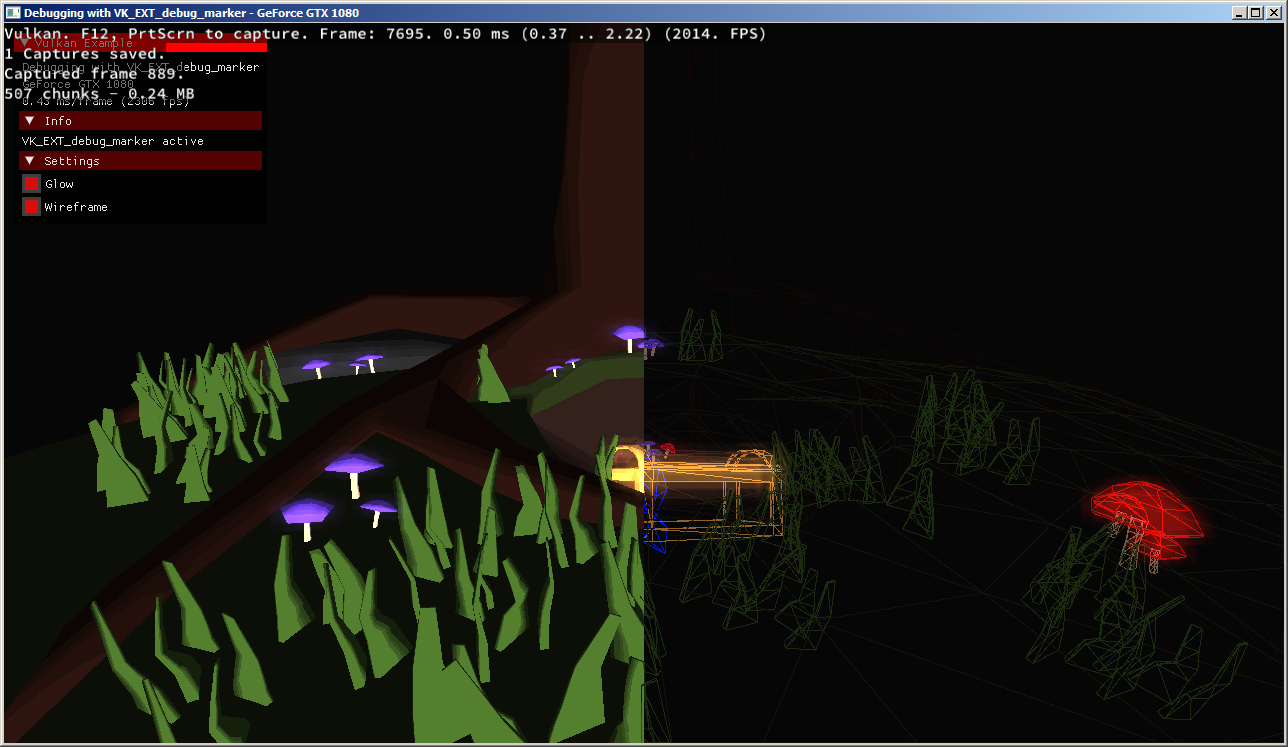 Debugging with VK_EXT_debug_marker - GeForce GTX 1080
Vulkan. F12, PrtScrn to capture. Frame: 7695. 0.50 ms (0.37 .. 2.22) (2014. FPS)
Vulkan Example
1 Captures saved.
Debugging with VK_EXT_debug_marker
Captured frame 889.
GeForce GTX 1080
507 chunks - 0.24 MB
0.43 ms/frame (2306 fps)
Info
VK_EXT_debug_marker active
Settings
Glow
Wireframe